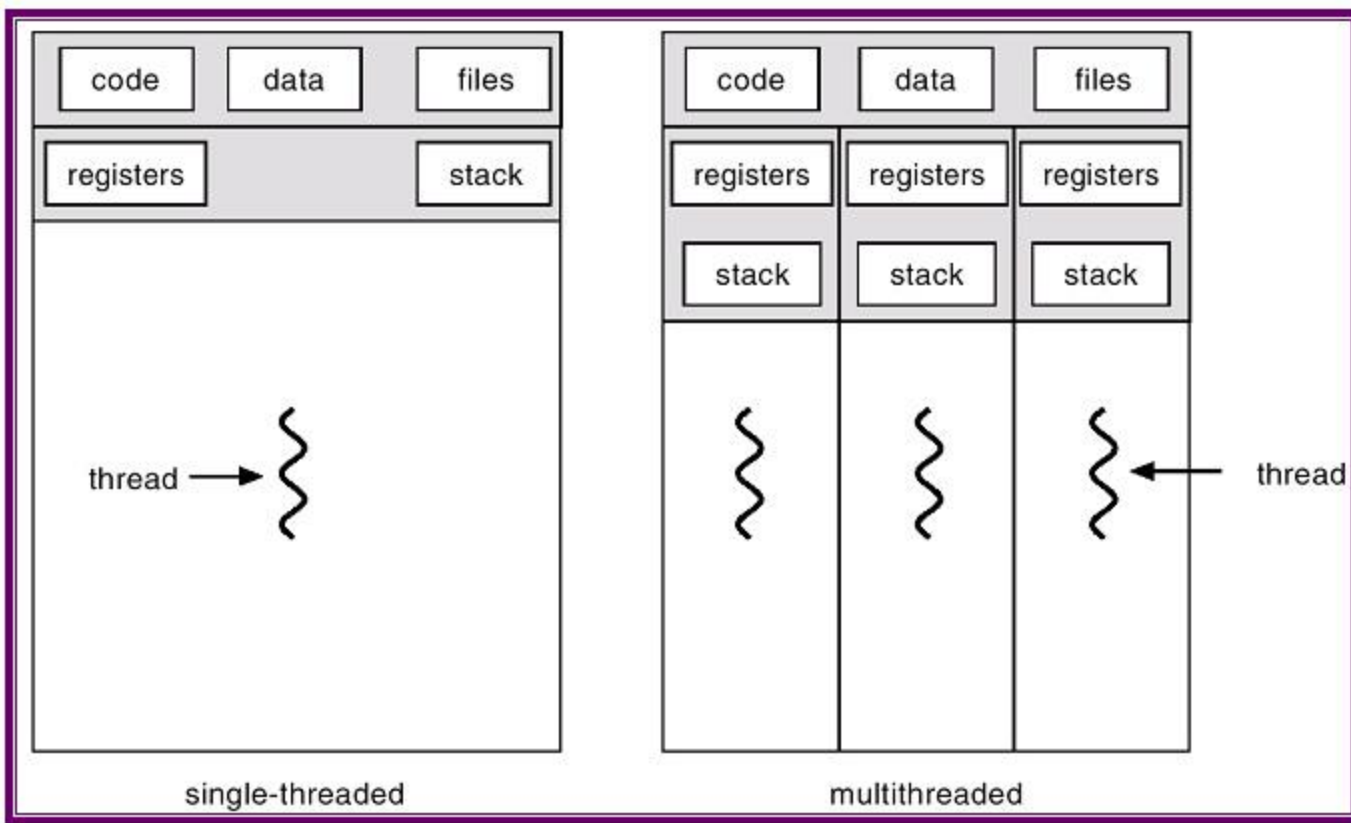 code data files code data files
registers stack registers registers registers
stack stack stack
thread thread
single-threaded multithreaded